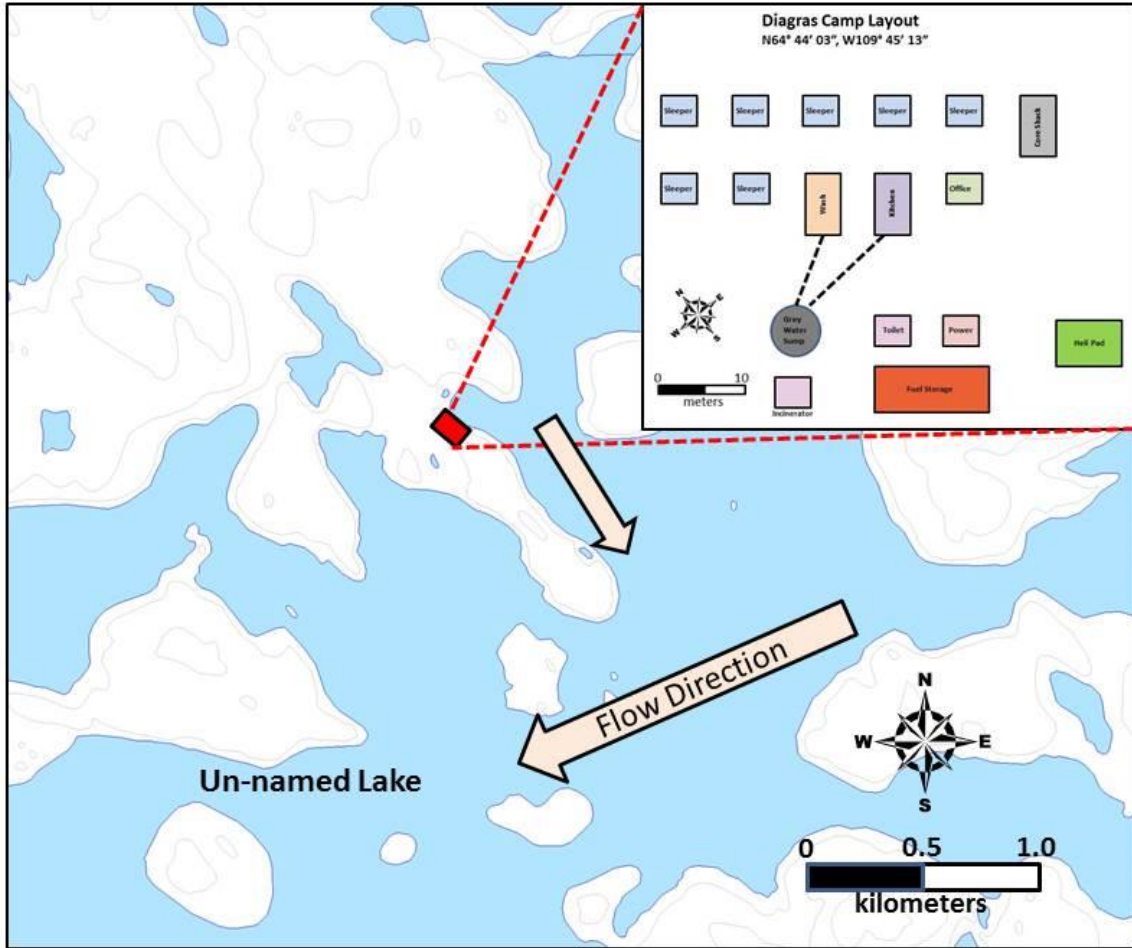 Diagras Camp Layout
N64° 44' 03", W109° 45' 13"
Sleeper Sleeper Sleeper Sleeper Sleeper
Core Shack
Sleeper Sleeper
Wash
Kitchen
Office
N
E
W
S
Grey
Water
Sump
Toilet
Power
Heli Pad
0 10
meters
Fuel Storage
Incinerator
Flow Direction
N
W E
S
Un-named Lake
0 0.5 1.0
kilometers